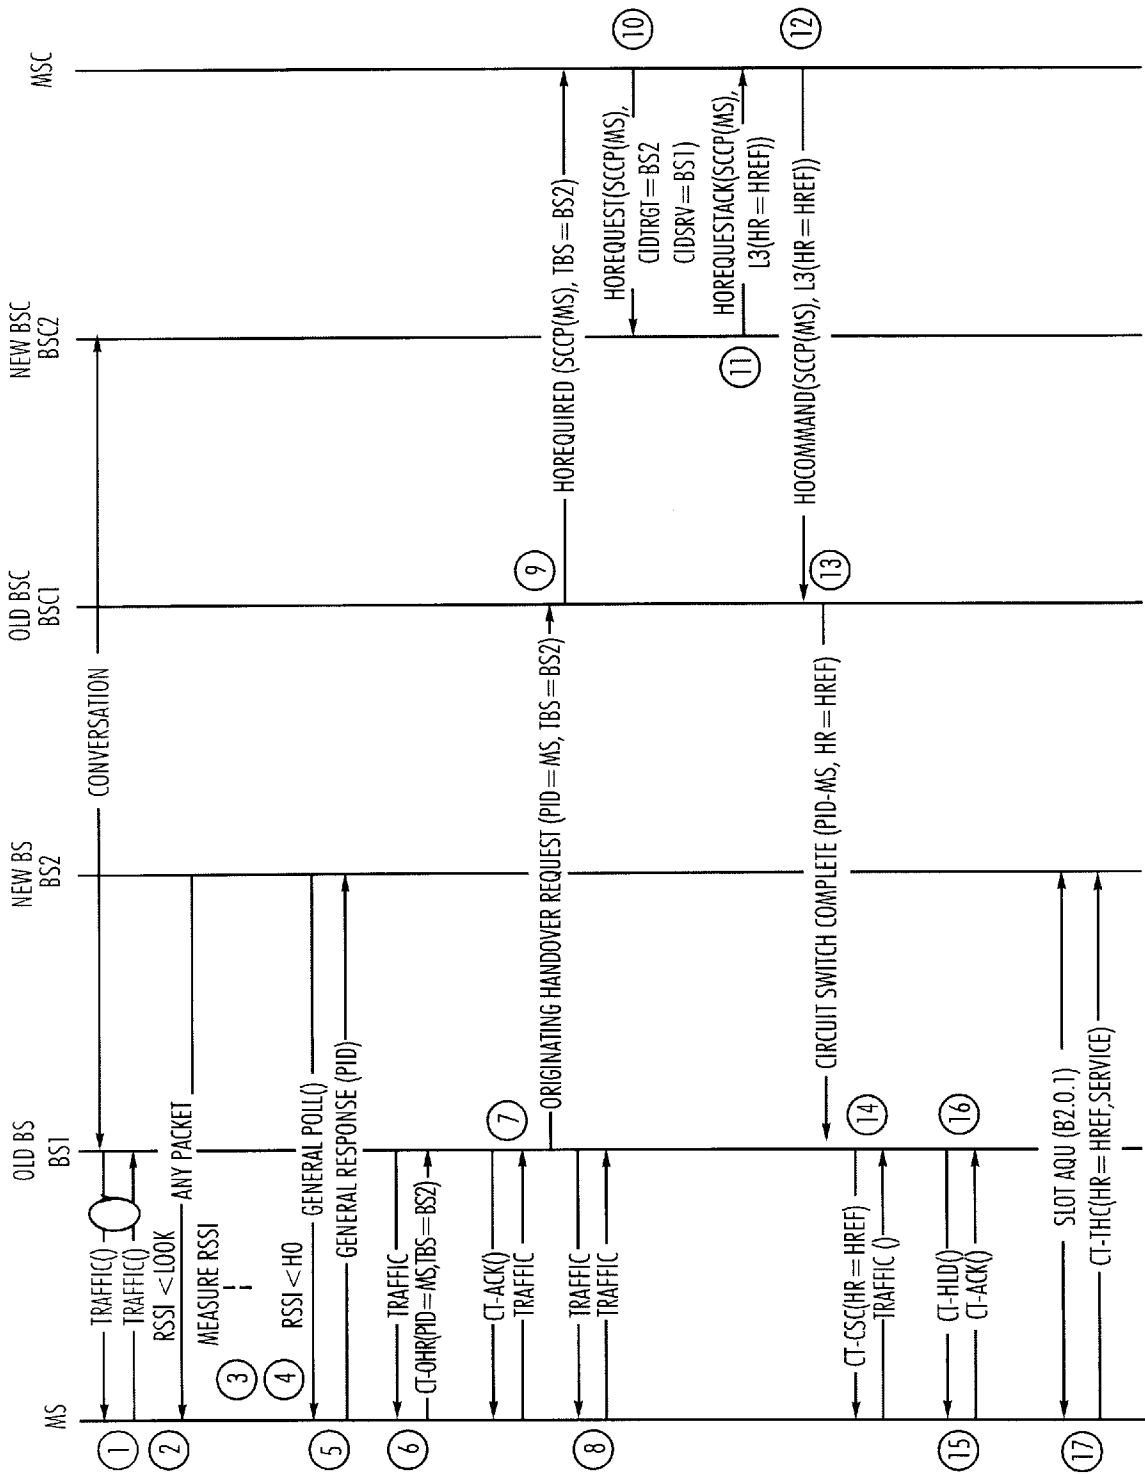 MS
OLD BS
BS1
NEW BS
BS2
OLD BSC
BSC1
NEW BSC
BSC2
MSC
CONVERSATION
1
TRAFFIC()
TRAFFIC()
2
RSSI < LOOK
ANY PACKET
MEASURE RSSI
3
4
RSSI < HO
5
GENERAL POLL()
GENERAL RESPONSE (PID)
6
TRAFFIC
CT-OHR(PID=MS,TBS=BS2)
CT-ACK()
7
TRAFFIC
ORIGINATING HANDOVER REQUEST (PID=MS, TBS=BS2)
9
HOREQUIRED (SCCP(MS), TBS=BS2)
8
TRAFFIC
TRAFFIC
10
HOREQUEST(SCCP(MS),
CIDTRGT=BS2
CIDSRV=BS1)
11
HOREQUESTACK(SCCP(MS),
L3(HR=HREF))
12
HOCOMMAND(SCCP(MS), L3(HR=HREF))
13
CIRCUIT SWITCH COMPLETE (PID-MS, HR=HREF)
14
CT-CSC(HR=HREF)
TRAFFIC ()
15
CT-HLD()
16
CT-ACK()
17
SLOT AQU (B2.0.1)
CT-THC(HR=HREF,SERVICE)